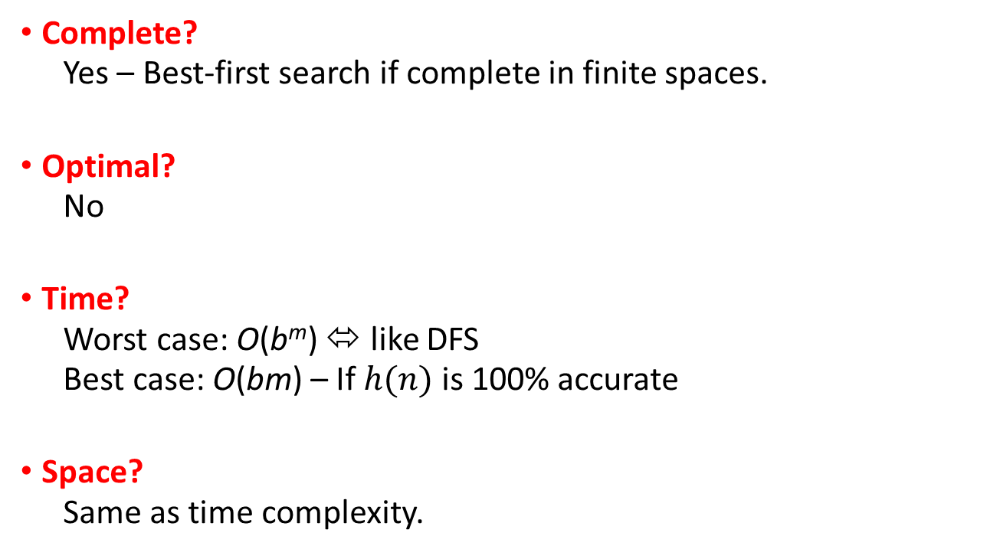 • Complete?
Yes – Best-first search if complete in finite spaces.
• Optimal?
No
• Time?
Worst case: O(bᵐ) ⬄ like DFS
Best case: O(bm) – If h(n) is 100% accurate
• Space?
Same as time complexity.